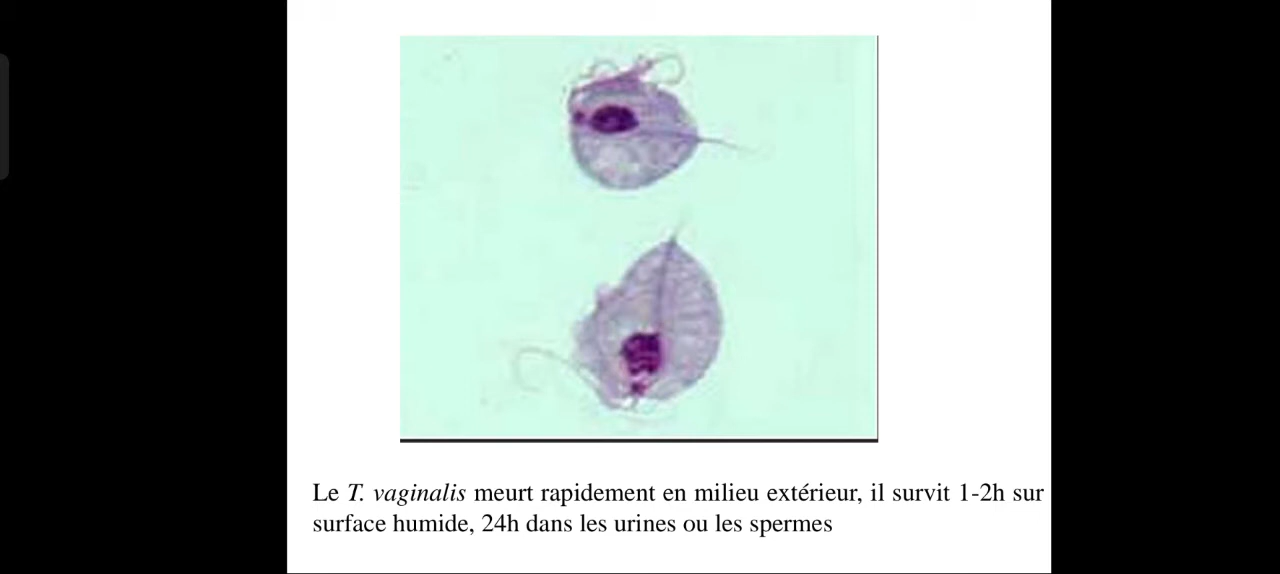 Le T. vaginalis meurt rapidement en milieu extérieur, il survit 1-2h sur
surface humide, 24h dans les urines ou les spermes